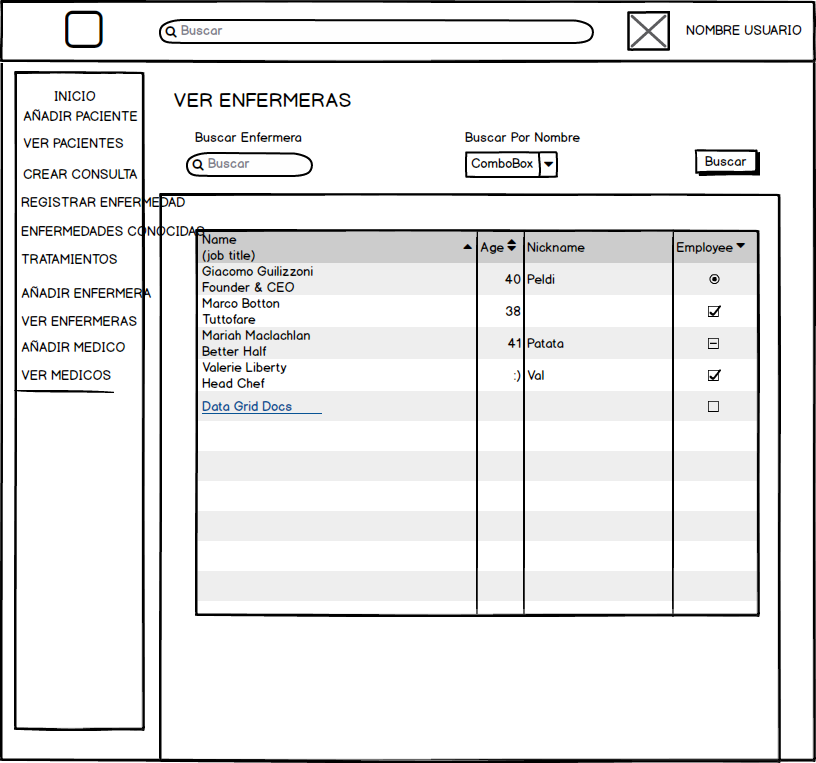 Buscar
NOMBRE USUARIO
INICIO
AÑADIR PACIENTE
VER PACIENTES
CREAR CONSULTA
REGISTRAR ENFERMEDAD
ENFERMEDADES CONOCIDAS
TRATAMIENTOS
AÑADIR ENFERMERA
VER ENFERMERAS
AÑADIR MEDICO
VER MEDICOS
VER ENFERMERAS
Buscar Enfermera
Buscar Por Nombre
Buscar
ComboBox
Buscar
Name
(job title)
Age
Nickname
Employee
Giacomo Guilizzoni
Founder & CEO
40
Peldi
Marco Botton
Tuttofare
38
Mariah Maclachlan
Better Half
41
Patata
Valerie Liberty
Head Chef
:)
Val
Data Grid Docs